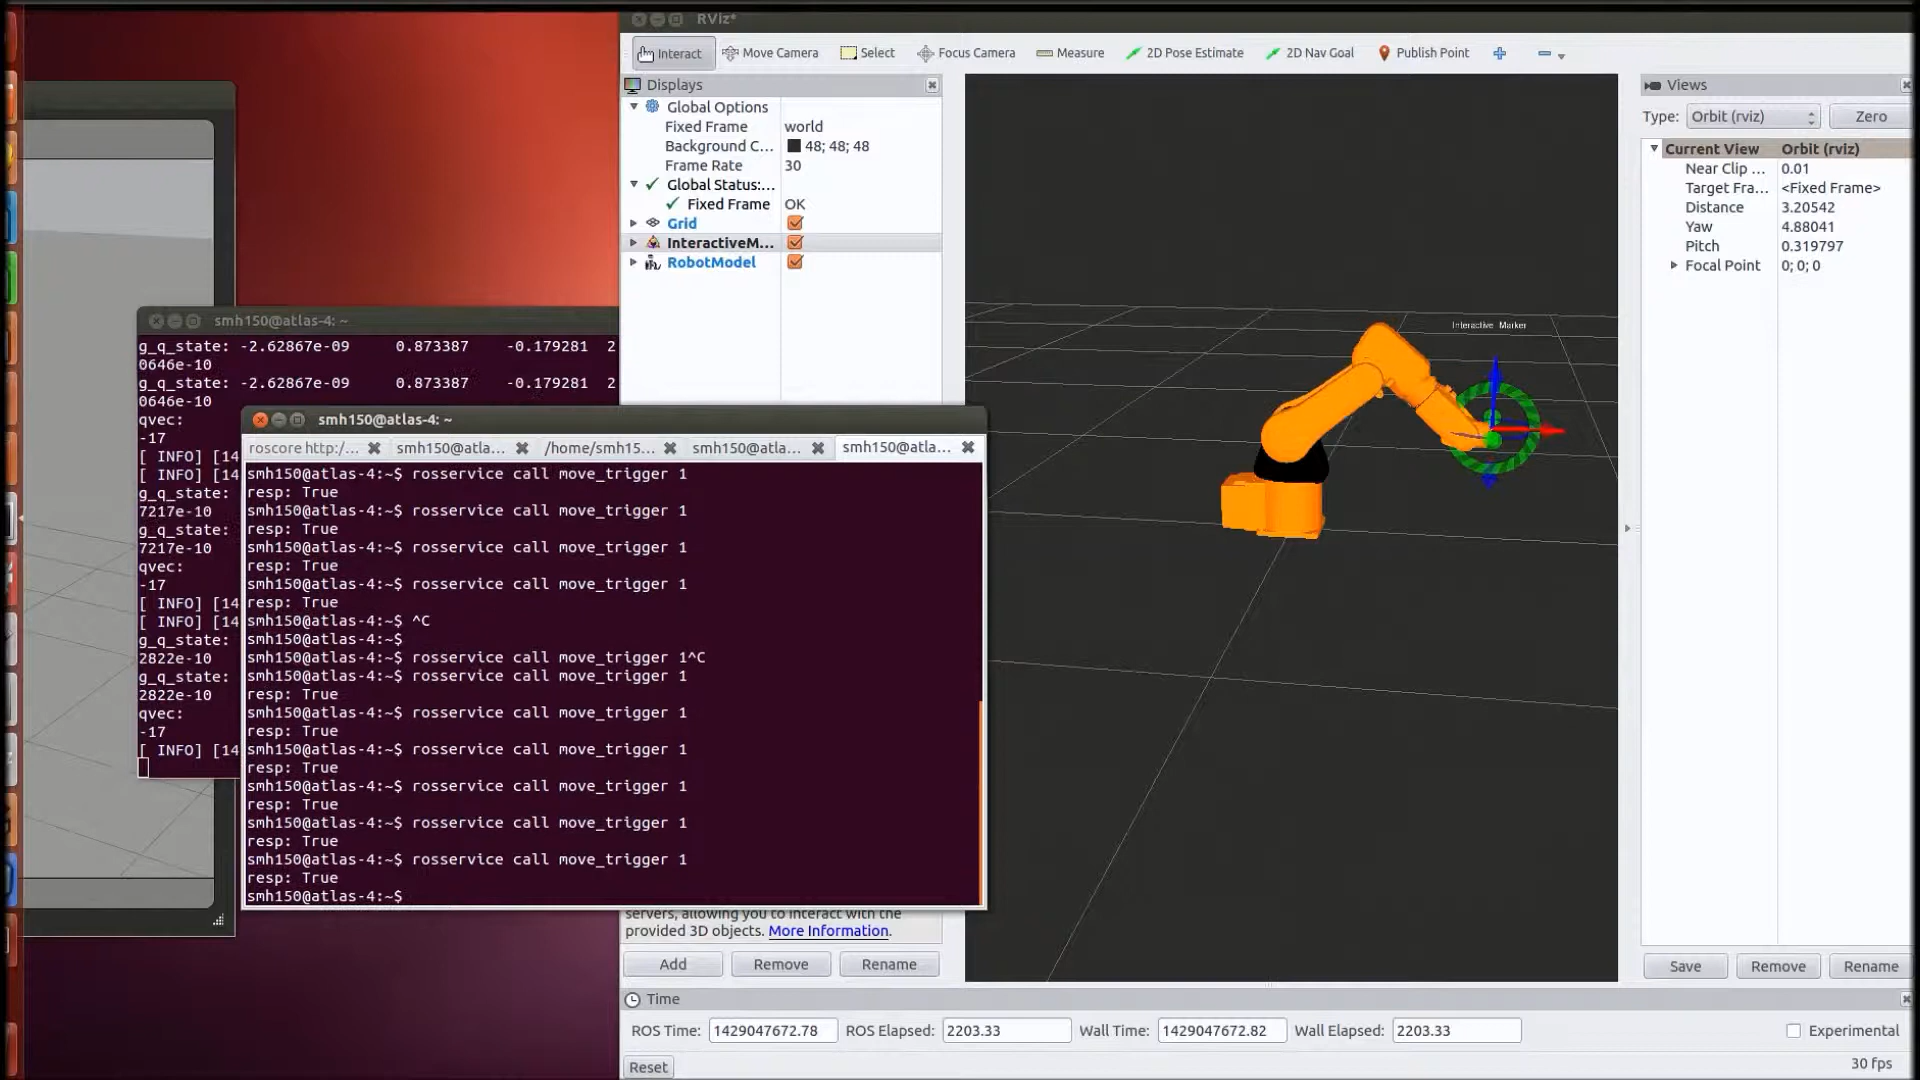 RViz*
Interact
Move Camera
Select
Focus Camera
Measure
2D Pose Estimate
2D Nav Goal
Publish Point
Displays
Global Options
Fixed Frame world
Background C... 48; 48; 48
Frame Rate 30
Global Status:...
Fixed Frame OK
Grid
InteractiveM...
RobotModel
servers, allowing you to interact with the
provided 3D objects. More Information.
Add Remove Rename
Interactive Marker
Views
Type: Orbit (rviz) Zero
Current View Orbit (rviz)
Near Clip ... 0.01
Target Fra... <Fixed Frame>
Distance 3.20542
Yaw 4.88041
Pitch 0.319797
Focal Point 0; 0; 0
Save Remove Rename
smh150@atlas-4: ~
g_q_state: -2.62867e-09 0.873387 -0.179281 2
0646e-10
g_q_state: -2.62867e-09 0.873387 -0.179281 2
0646e-10
qvec:
-17
[ INFO] [14
[ INFO] [14
g_q_state:
7217e-10
g_q_state:
7217e-10
qvec:
-17
[ INFO] [14
[ INFO] [14
g_q_state:
2822e-10
g_q_state:
2822e-10
qvec:
-17
[ INFO] [14
smh150@atlas-4: ~
roscore http:/... smh150@atla... /home/smh15... smh150@atla... smh150@atla...
smh150@atlas-4:~$ rosservice call move_trigger 1
resp: True
smh150@atlas-4:~$ rosservice call move_trigger 1
resp: True
smh150@atlas-4:~$ rosservice call move_trigger 1
resp: True
smh150@atlas-4:~$ rosservice call move_trigger 1
resp: True
smh150@atlas-4:~$ ^C
smh150@atlas-4:~$
smh150@atlas-4:~$ rosservice call move_trigger 1^C
smh150@atlas-4:~$ rosservice call move_trigger 1
resp: True
smh150@atlas-4:~$ rosservice call move_trigger 1
resp: True
smh150@atlas-4:~$ rosservice call move_trigger 1
resp: True
smh150@atlas-4:~$ rosservice call move_trigger 1
resp: True
smh150@atlas-4:~$ rosservice call move_trigger 1
resp: True
smh150@atlas-4:~$ rosservice call move_trigger 1
resp: True
smh150@atlas-4:~$
Time
ROS Time: 1429047672.78 ROS Elapsed: 2203.33 Wall Time: 1429047672.82 Wall Elapsed: 2203.33 Experimental
Reset 30 fps